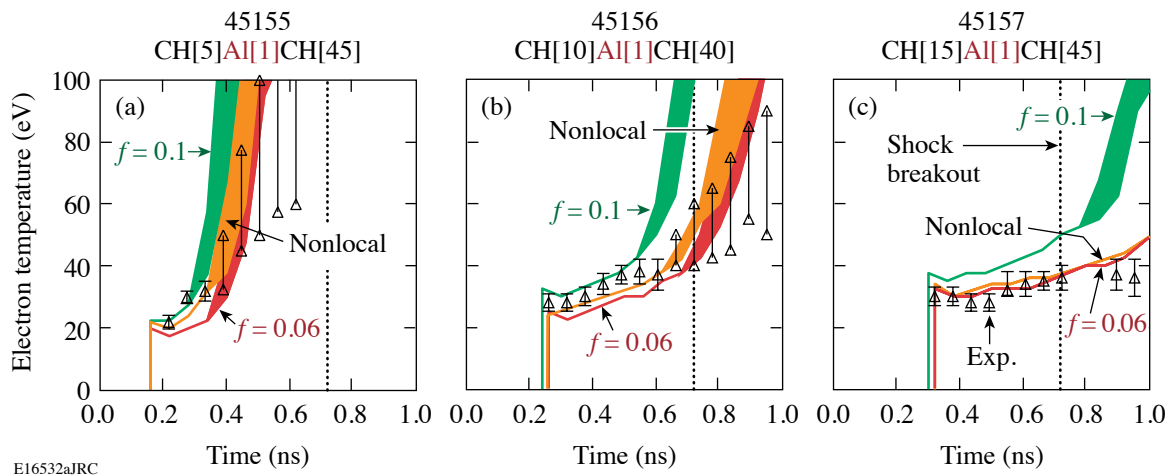 45155
CH[5]Al[1]CH[45]
45156
CH[10]Al[1]CH[40]
45157
CH[15]Al[1]CH[45]
Electron temperature (eV)
100
80
60
40
20
0
(a)
f = 0.1
Nonlocal
f = 0.06
0.0 0.2 0.4 0.6 0.8 1.0
Time (ns)
(b)
Nonlocal
f = 0.1
f = 0.06
0.0 0.2 0.4 0.6 0.8 1.0
Time (ns)
(c)
f = 0.1
Shock
breakout
Nonlocal
f = 0.06
Exp.
0.0 0.2 0.4 0.6 0.8 1.0
Time (ns)
E16532aJRC